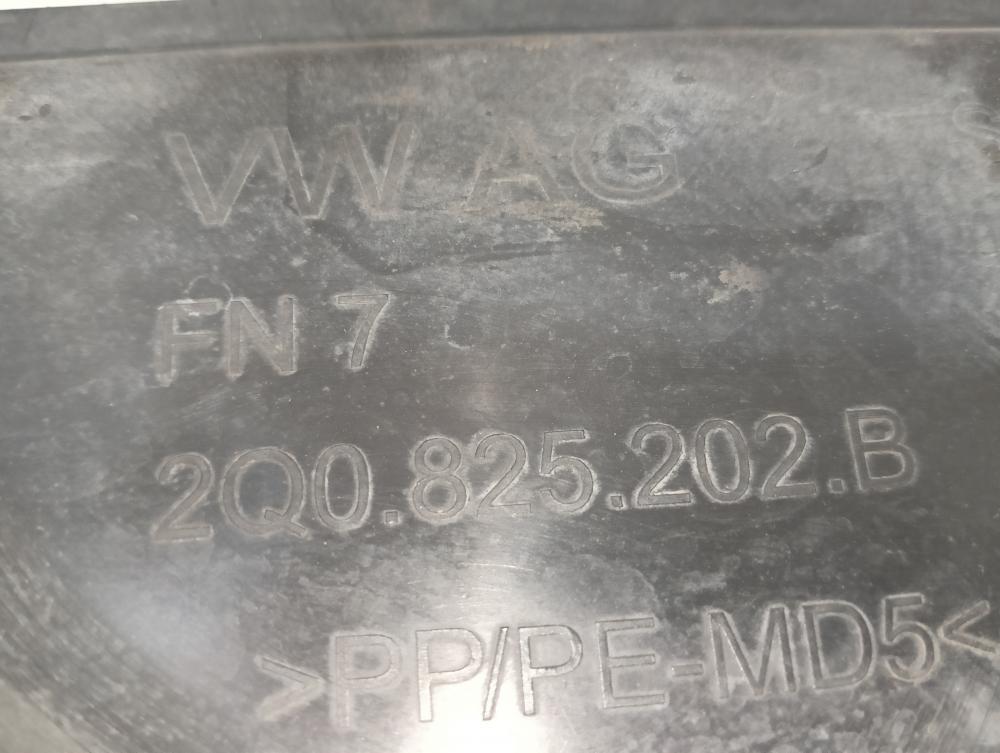 VW AG
FN 7
2Q0.825.202.B
>PP/PE-MD5<